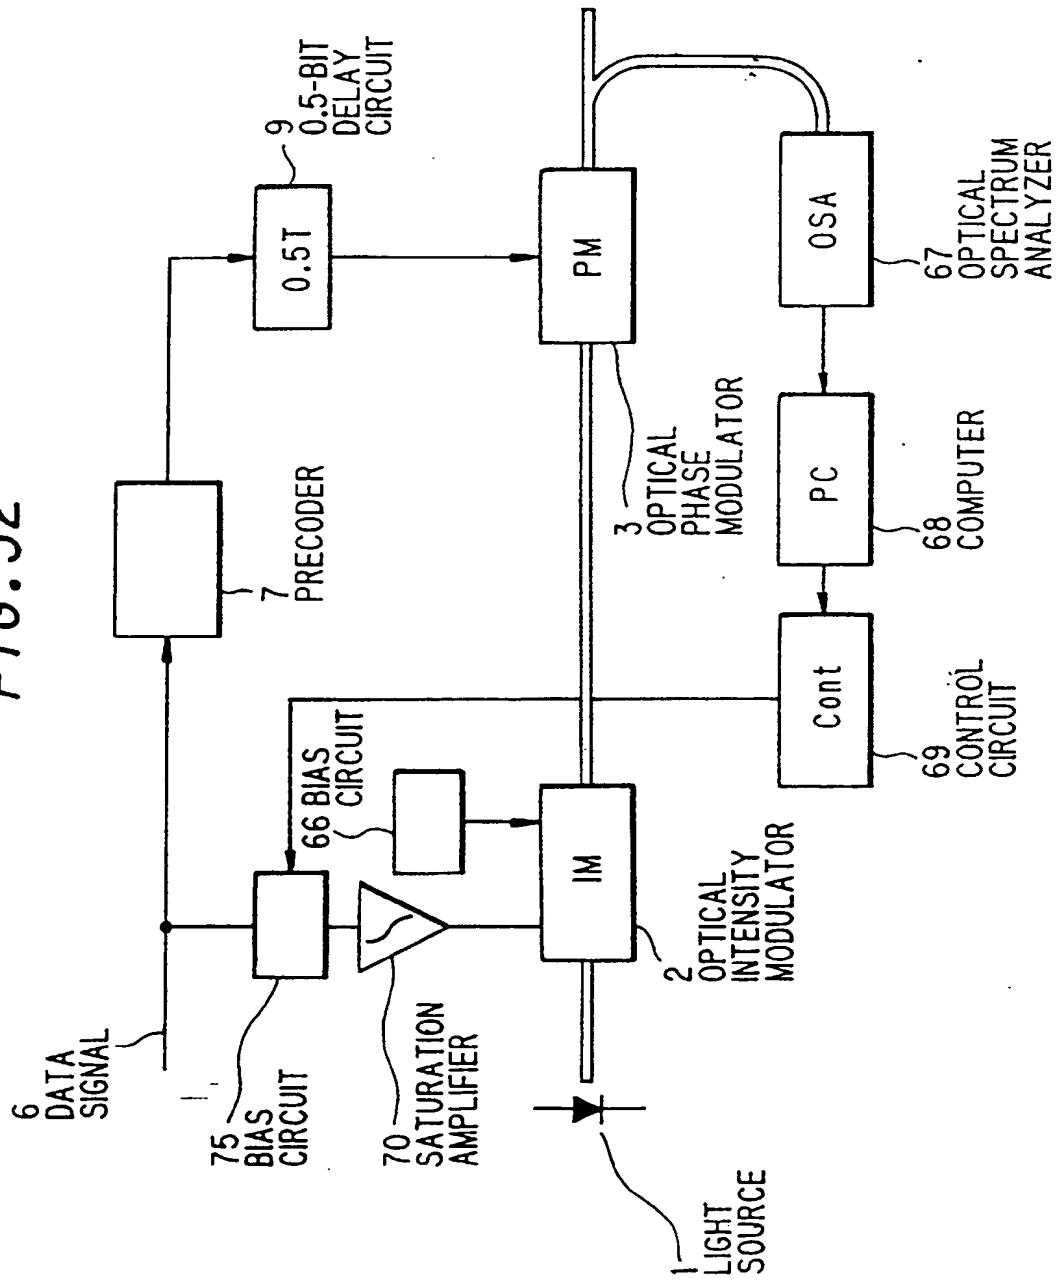 FIG. 32
6
DATA
SIGNAL
7
PRECODER
9
0.5-BIT
DELAY
CIRCUIT
0.5T
75
BIAS
CIRCUIT
66 BIAS
CIRCUIT
70
SATURATION
AMPLIFIER
1
LIGHT
SOURCE
IM
2
OPTICAL
INTENSITY
MODULATOR
PM
3
OPTICAL
PHASE
MODULATOR
Cont
69
CONTROL
CIRCUIT
PC
68
COMPUTER
OSA
67
OPTICAL
SPECTRUM
ANALYZER